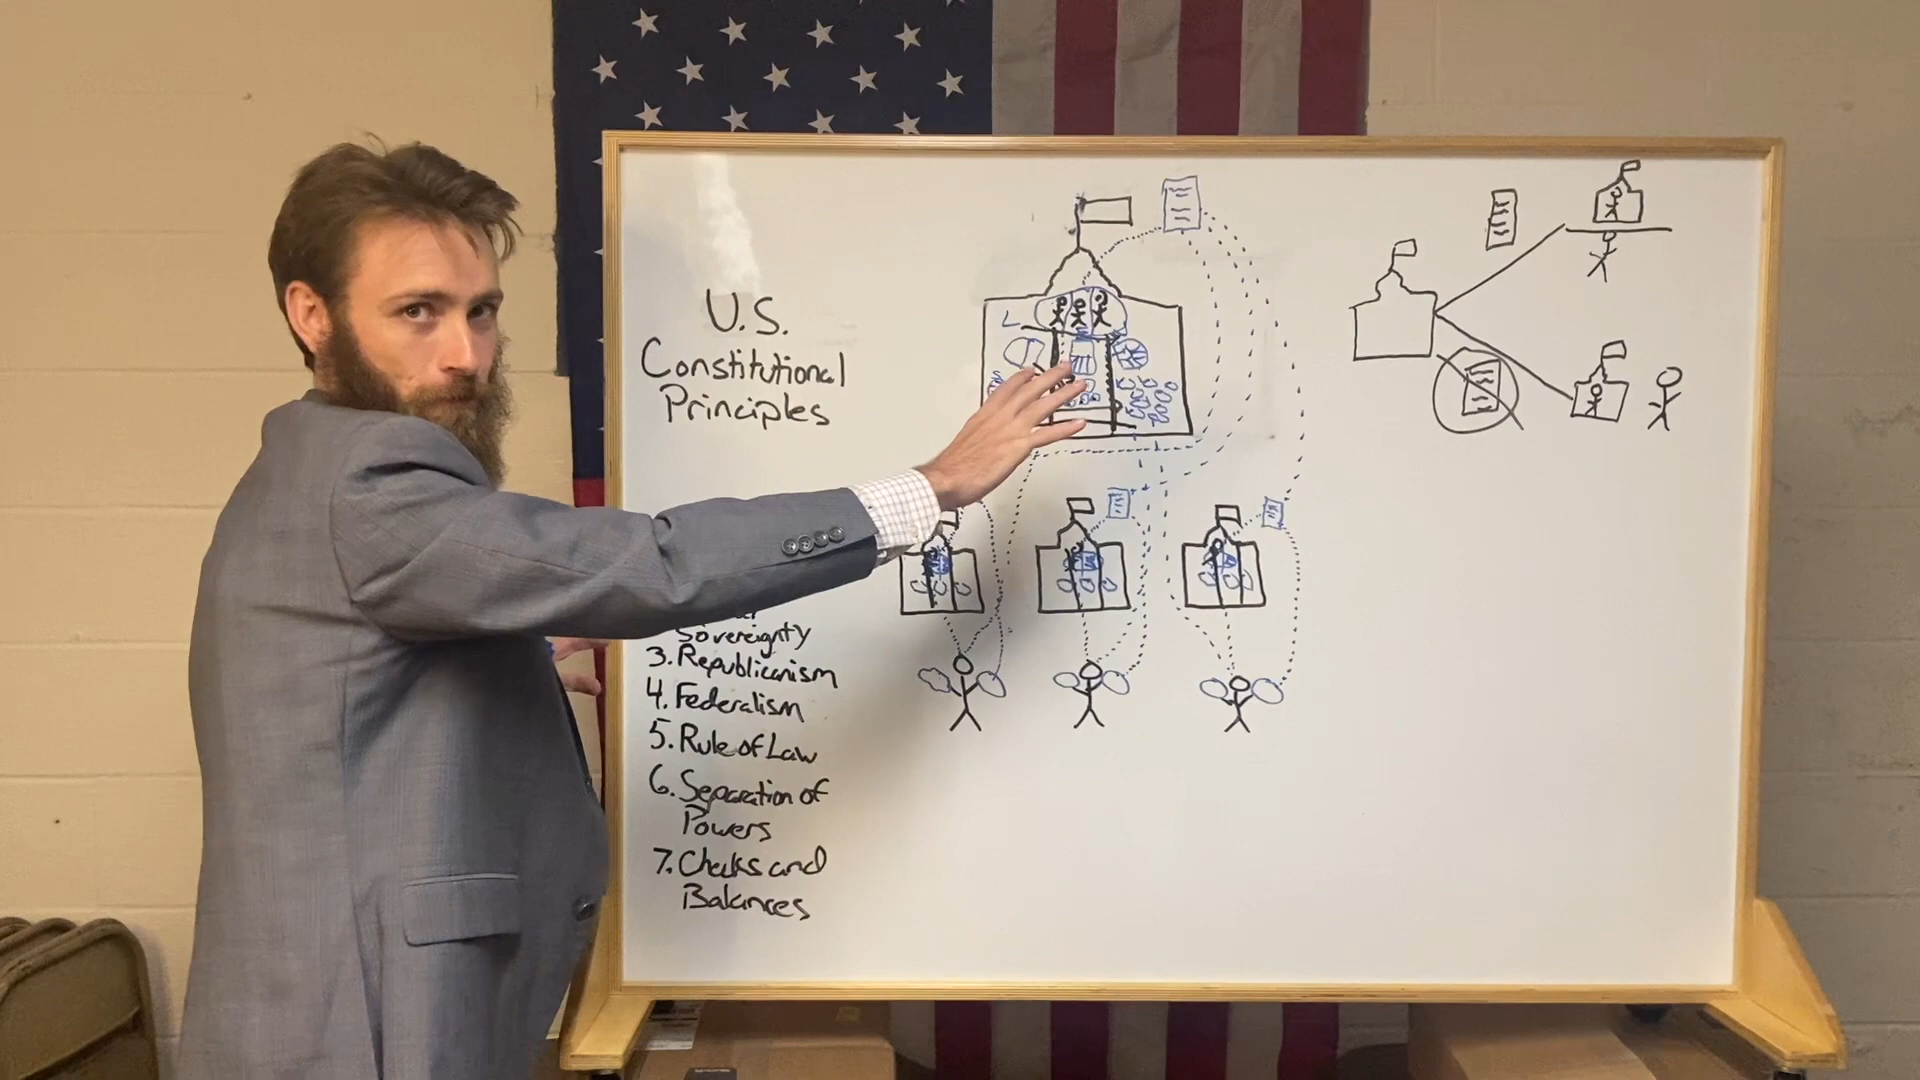 U.S.
Constitutional
Principles
Sovereignty
3. Republicanism
4. Federalism
5. Rule of Law
6. Separation of
Powers
7. Checks and
Balances